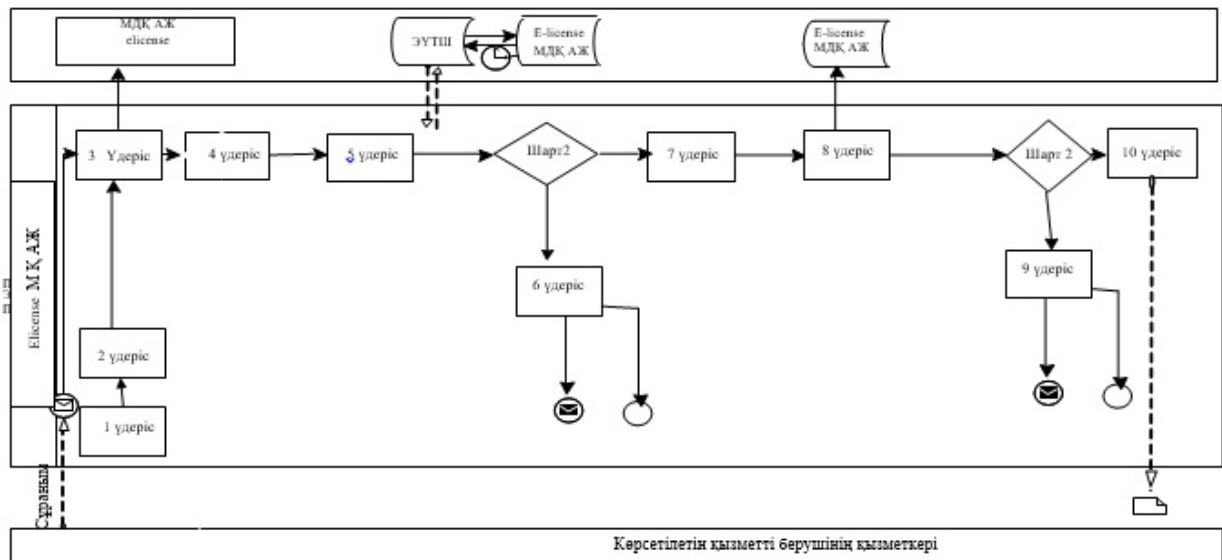 МДҚ АЖ
elicense
ЭҮТШ
E-license
МДҚ АЖ
E-license
МДҚ АЖ
3 Үдеріс
4 үдеріс
5 үдеріс
Шарт2
7 үдеріс
8 үдеріс
Шарт 2
10 үдеріс
6 үдеріс
9 үдеріс
Elicense М Қ АЖ
2 үдеріс
1 үдеріс
Сұраным
Көрсетілетін қызметті берушінің қызметкері